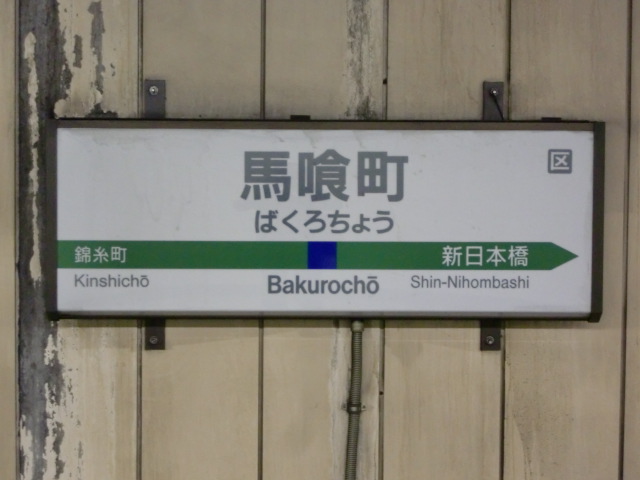 馬喰町
区
ばくろちょう
錦糸町
新日本橋
Kinshichō
Bakurochō
Shin-Nihombashi